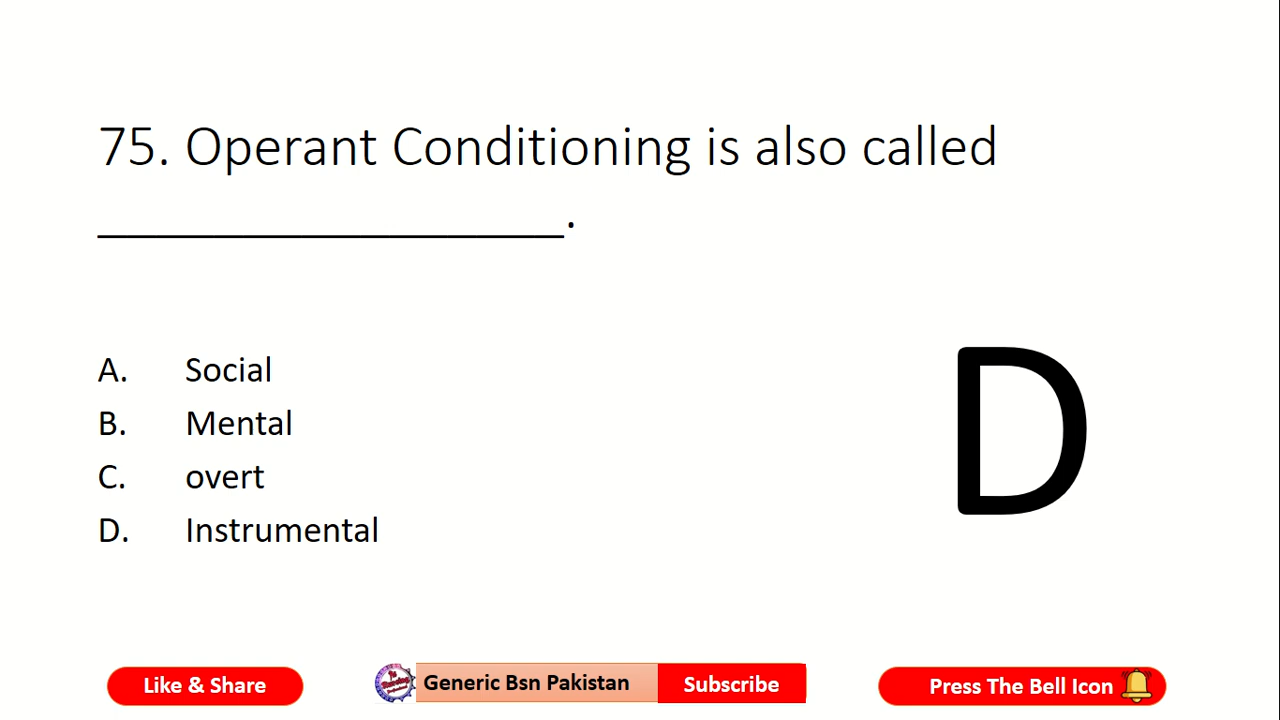 75. Operant Conditioning is also called
__________________.
A. Social
B. Mental
C. overt
D. Instrumental
D
Like & Share
Generic Bsn Pakistan
Subscribe
Press The Bell Icon